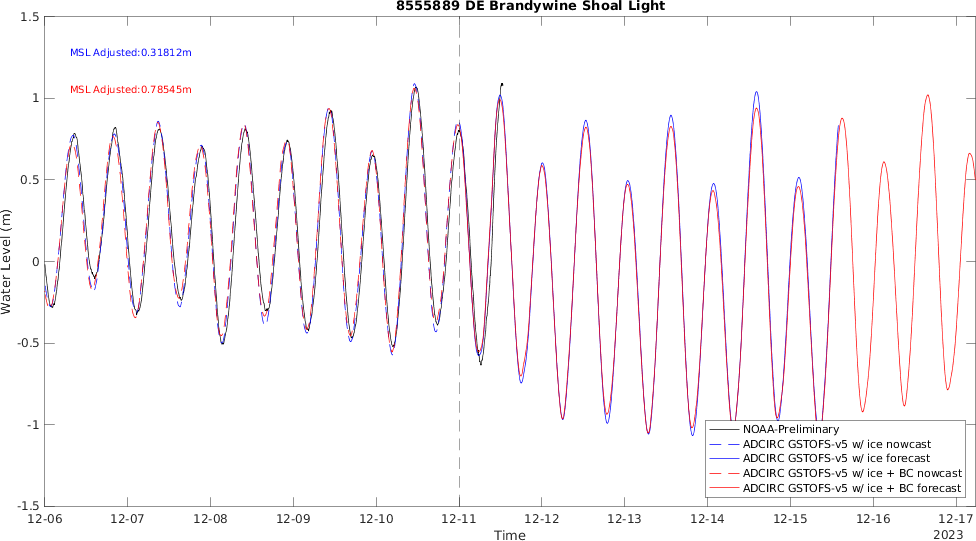 8555889 DE Brandywine Shoal Light
MSL Adjusted:0.31812m
MSL Adjusted:0.78545m
Water Level (m)
1.5
1
0.5
0
-0.5
-1
-1.5
NOAA-Preliminary
ADCIRC GSTOFS-v5 w/ ice nowcast
ADCIRC GSTOFS-v5 w/ ice forecast
ADCIRC GSTOFS-v5 w/ ice + BC nowcast
ADCIRC GSTOFS-v5 w/ ice + BC forecast
12-06 12-07 12-08 12-09 12-10 12-11 12-12 12-13 12-14 12-15 12-16 12-17
Time
2023